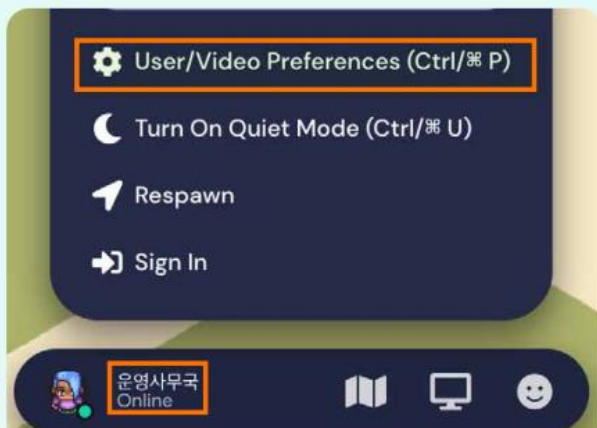 User/Video Preferences (Ctrl/⌘ P)
Turn On Quiet Mode (Ctrl/⌘ U)
Respawn
Sign In
운영사무국
Online